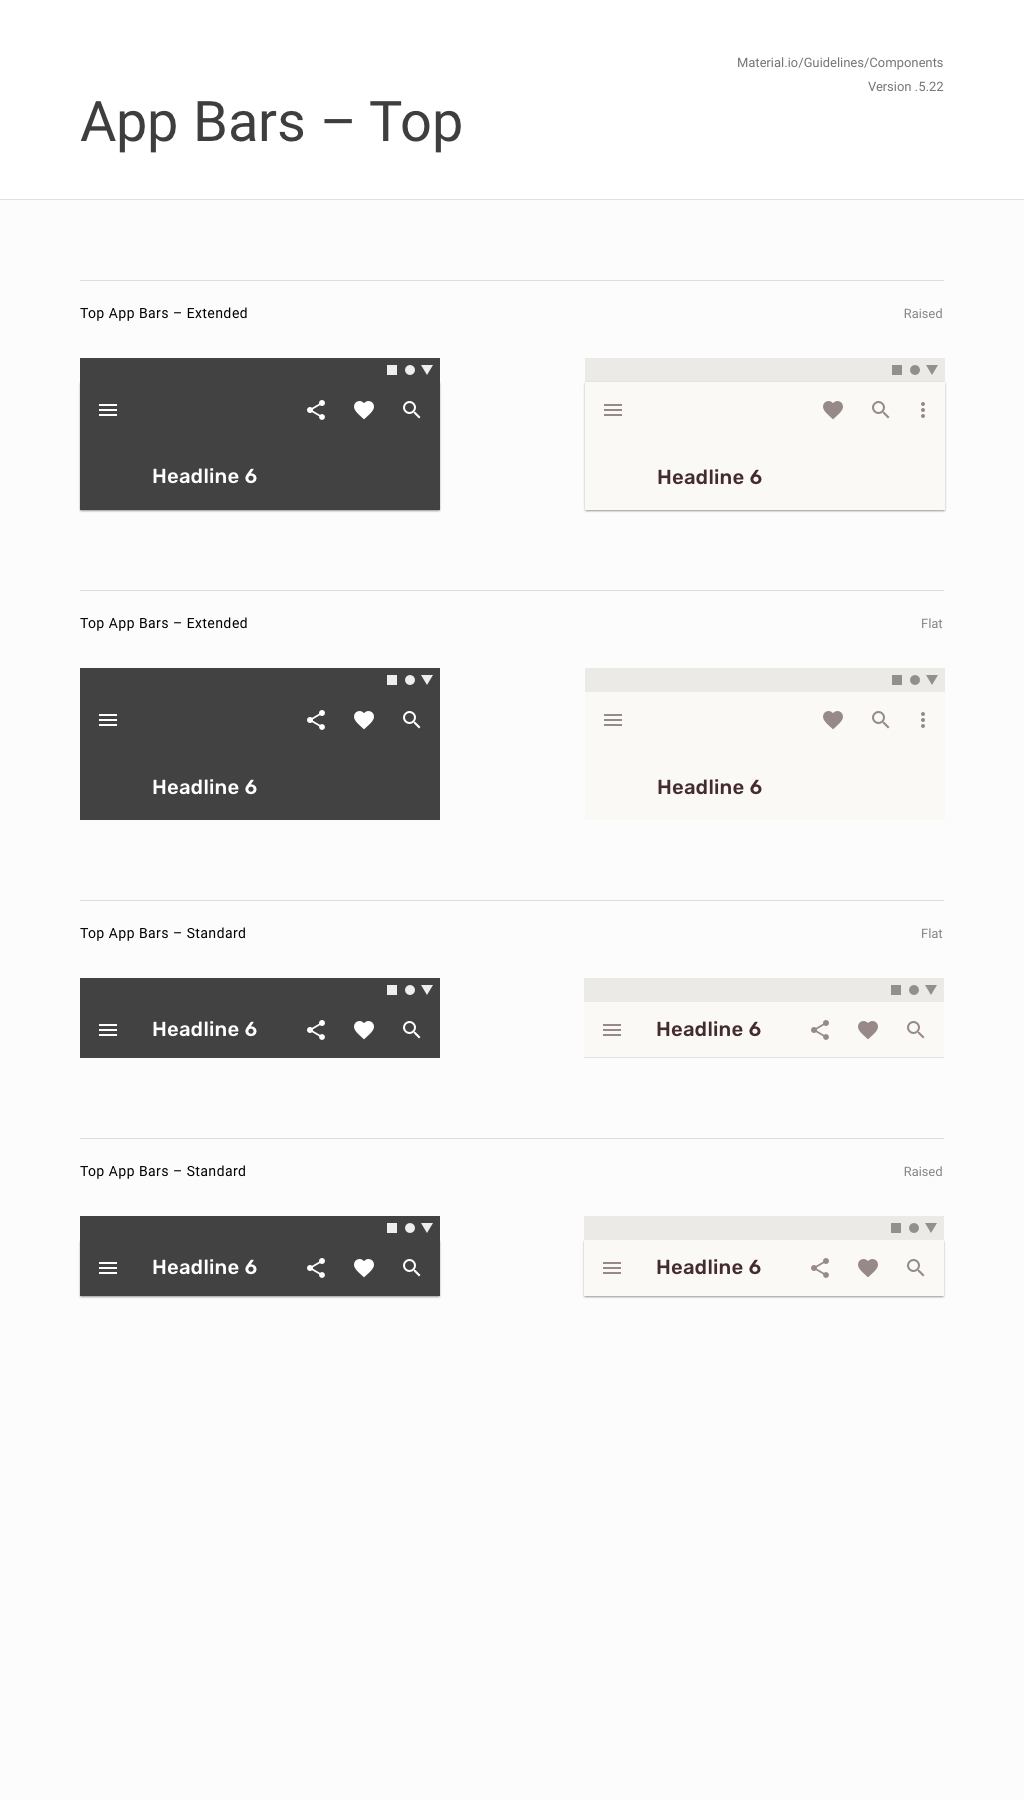 Material.io/Guidelines/Components
Version .5.22
App Bars – Top
Top App Bars – Extended
Raised
Headline 6
Headline 6
Top App Bars – Extended
Flat
Headline 6
Headline 6
Top App Bars – Standard
Flat
Headline 6
Headline 6
Top App Bars – Standard
Raised
Headline 6
Headline 6